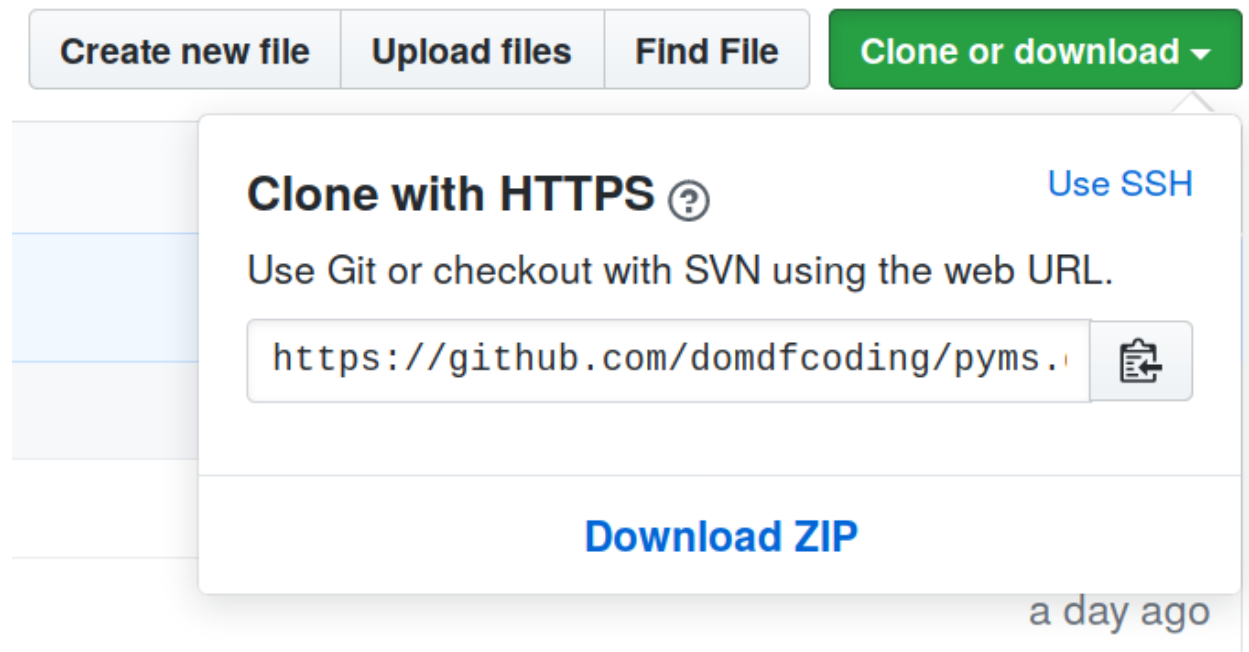 Create new file Upload files Find File Clone or download
Clone with HTTPS Use SSH
Use Git or checkout with SVN using the web URL.
https://github.com/domdfcoding/pyms.
Download ZIP
a day ago